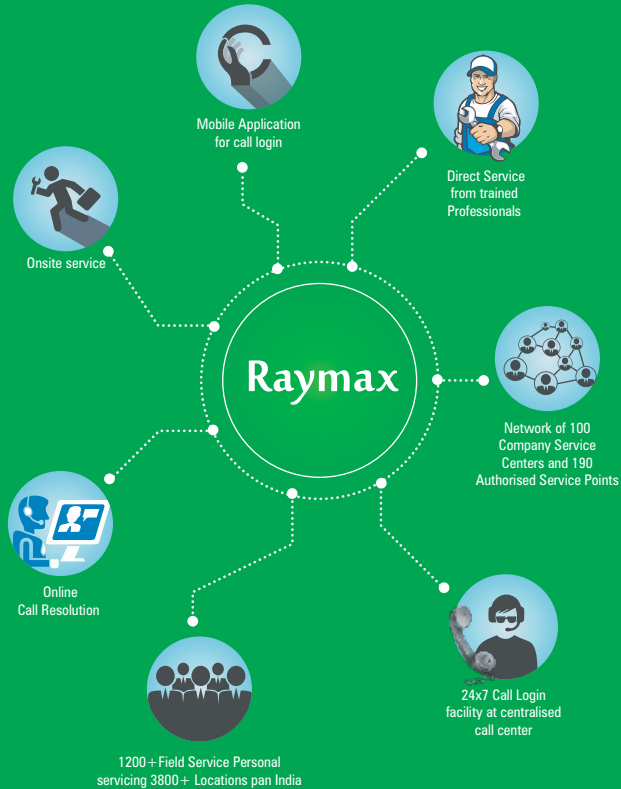 Mobile Application
for call login
Direct Service
from trained
Professionals
Onsite service
Raymax
Network of 100
Company Service
Centers and 190
Authorised Service Points
Online
Call Resolution
24x7 Call Login
facility at centralised
call center
1200+Field Service Personal
servicing 3800+ Locations pan India